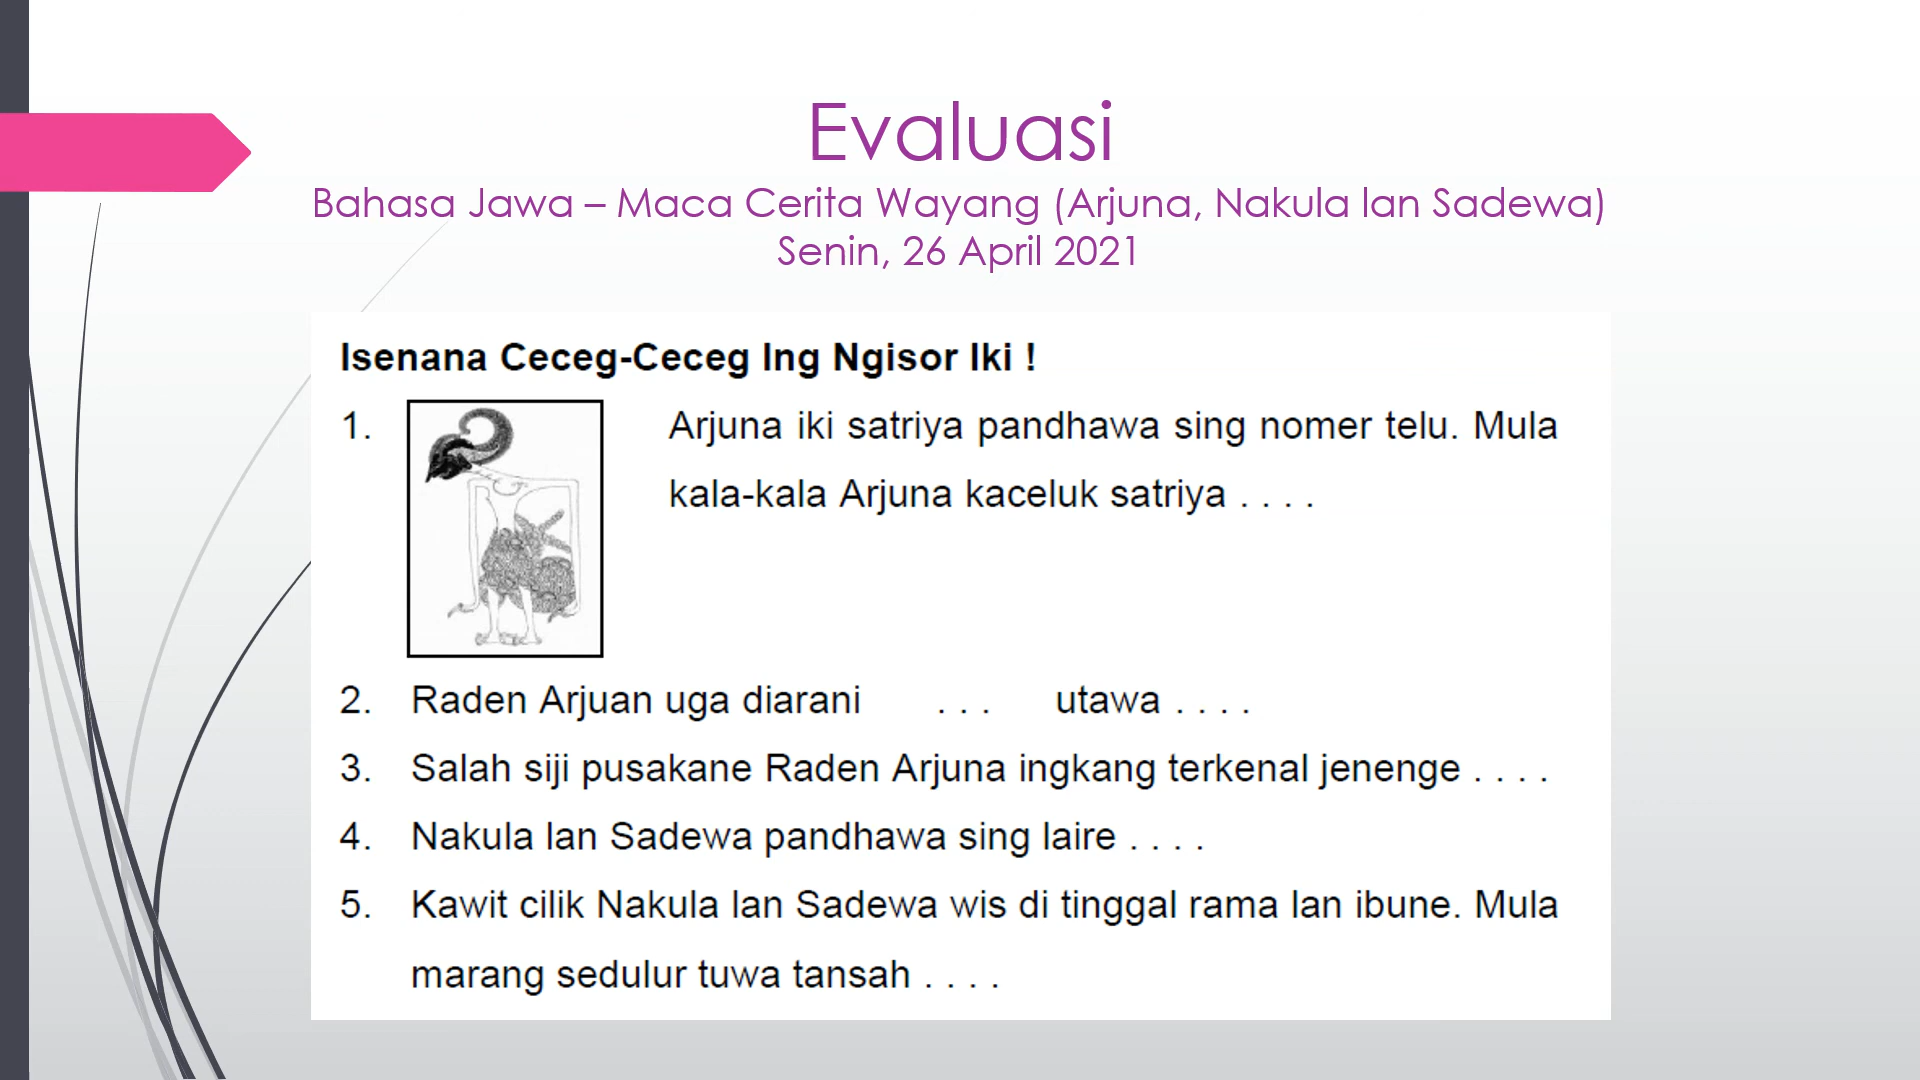 Evaluasi
Bahasa Jawa – Maca Cerita Wayang (Arjuna, Nakula lan Sadewa)
Senin, 26 April 2021
Isenana Ceceg-Ceceg Ing Ngisor Iki !
1. Arjuna iki satriya pandhawa sing nomer telu. Mula
kala-kala Arjuna kaceluk satriya . . . .
2. Raden Arjuan uga diarani . . . utawa . . . .
3. Salah siji pusakane Raden Arjuna ingkang terkenal jenenge . . . .
4. Nakula lan Sadewa pandhawa sing laire . . . .
5. Kawit cilik Nakula lan Sadewa wis di tinggal rama lan ibune. Mula
marang sedulur tuwa tansah . . . .